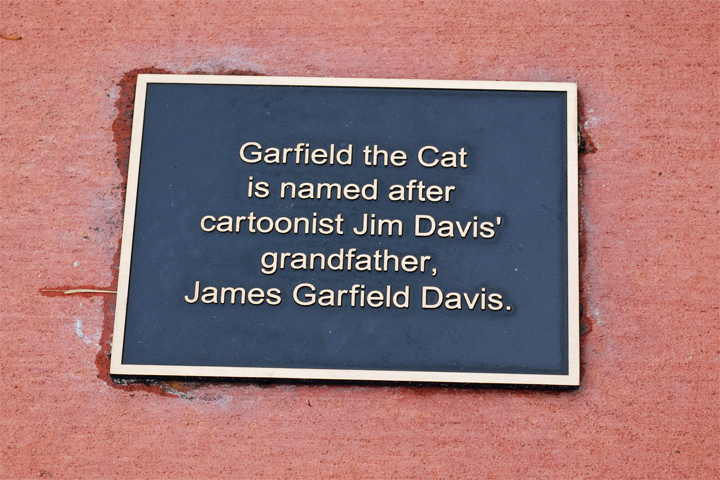 Garfield the Cat
is named after
cartoonist Jim Davis'
grandfather,
James Garfield Davis.